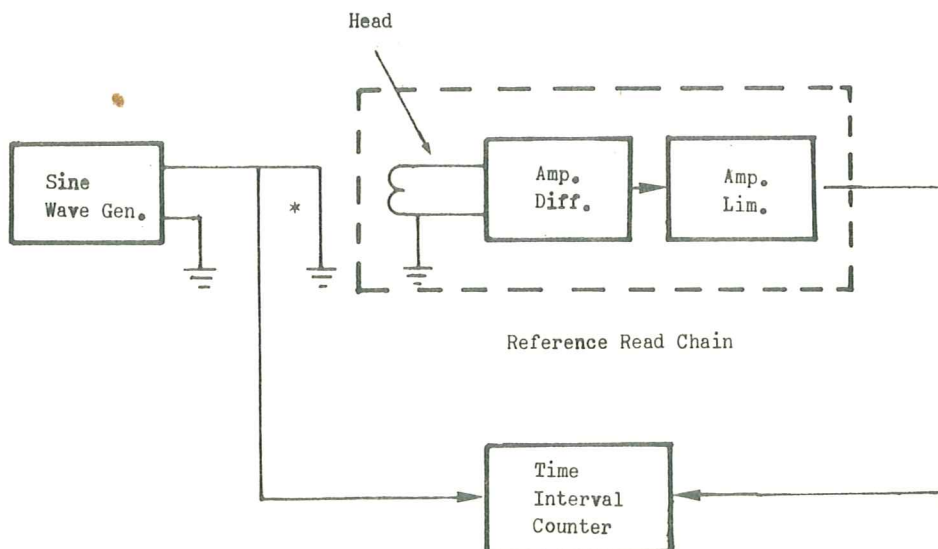 Head
Sine
Wave Gen.
*
Amp.
Diff.
Amp.
Lim.
Reference Read Chain
Time
Interval
Counter